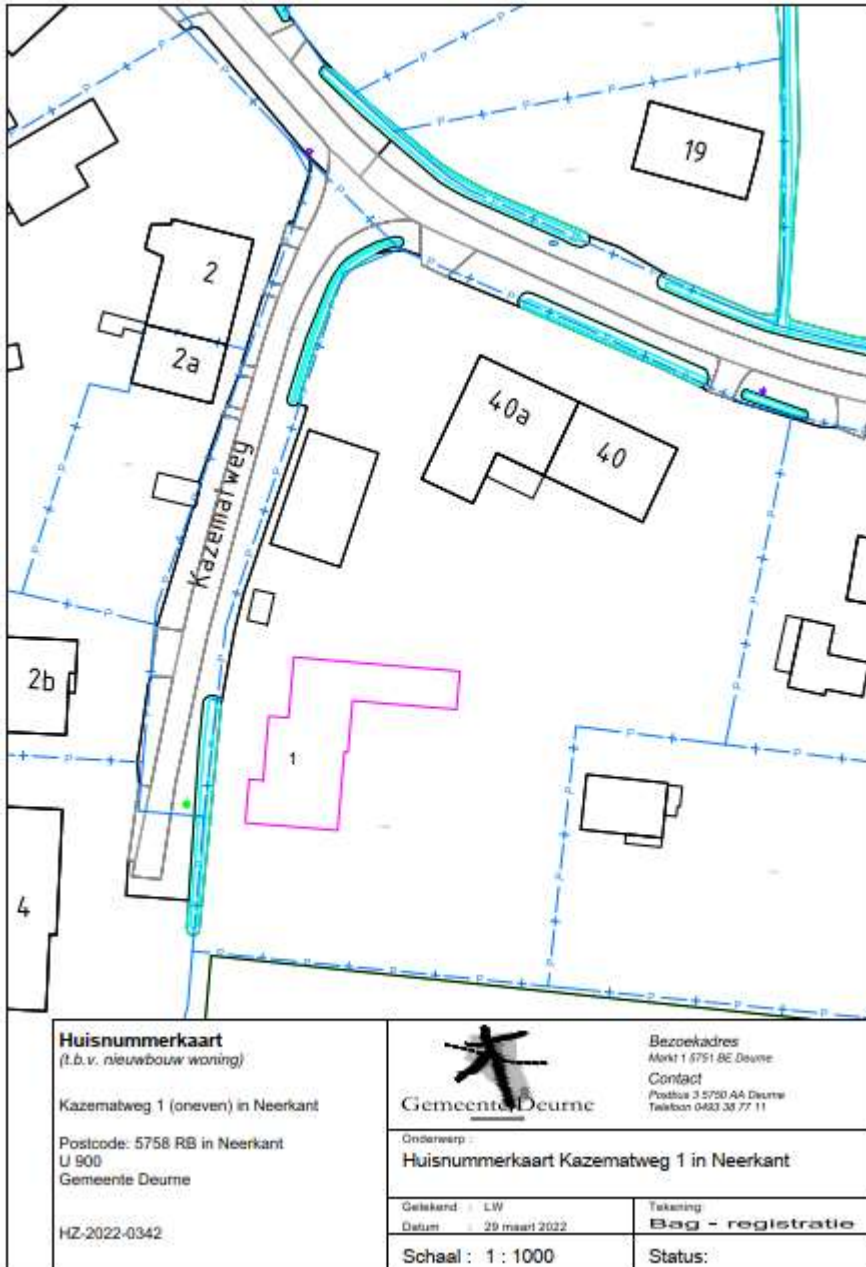 19
2
2a
40a
40
Kazematweg
2b
1
4
Huisnummerkaart
(t.b.v. nieuwbouw woning)
Kazematweg 1 (oneven) in Neerkant
Postcode: 5758 RB in Neerkant
U 900
Gemeente Deurne
HZ-2022-0342
Gemeente Deurne
Bezoekadres
Markt 1 5751 BE Deurne
Contact
Postbus 3 5750 AA Deurne
Telefoon 0493 38 77 11
Onderwerp :
Huisnummerkaart Kazematweg 1 in Neerkant
Getekend : LW
Datum : 29 maart 2022
Tekening:
Bag - registratie
Schaal : 1 : 1000
Status: